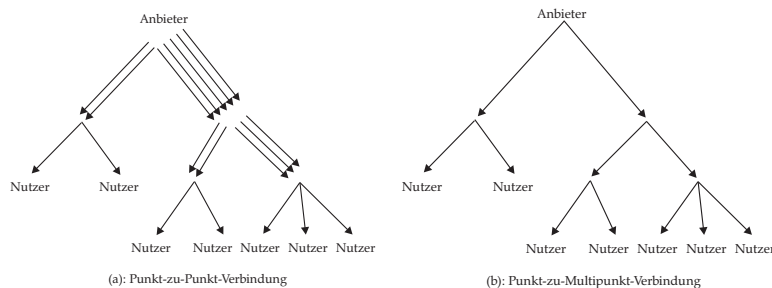 Anbieter
Nutzer Nutzer
Nutzer Nutzer Nutzer Nutzer Nutzer
(a): Punkt-zu-Punkt-Verbindung
Anbieter
Nutzer Nutzer
Nutzer Nutzer Nutzer Nutzer Nutzer
(b): Punkt-zu-Multipunkt-Verbindung